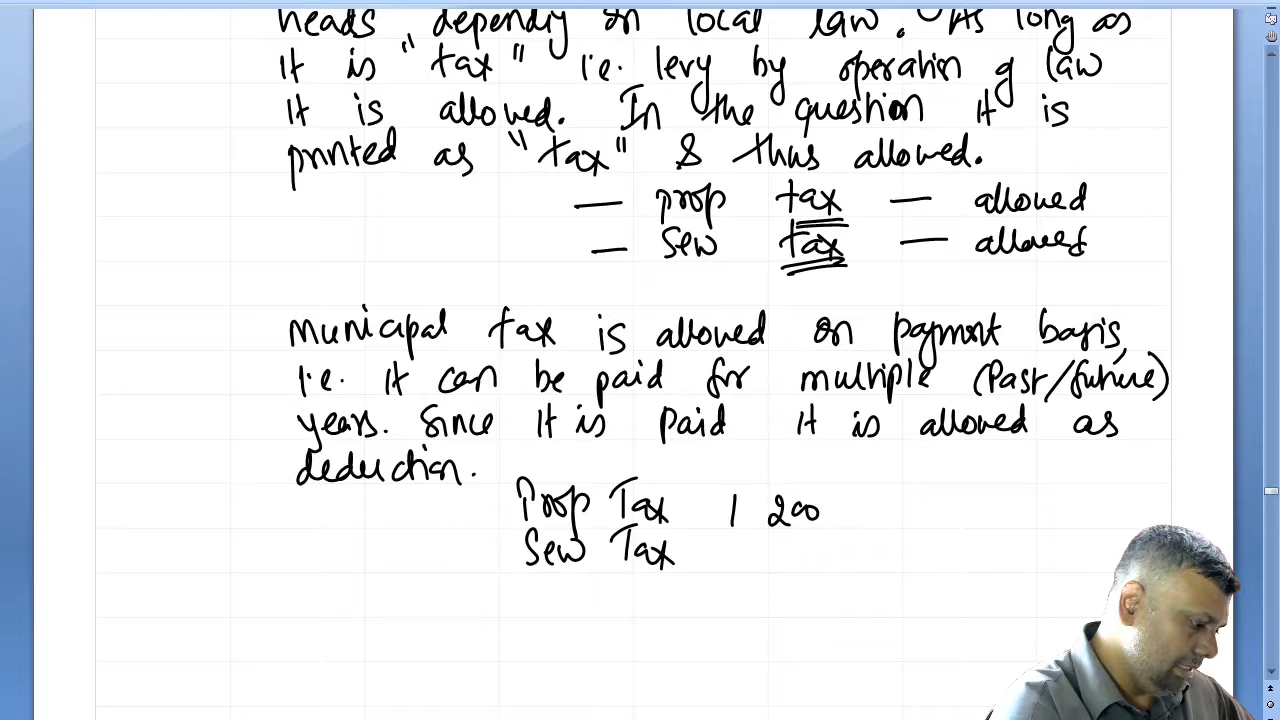 heads depending on local law. As long as
it is "tax" i.e. levy by operation of law
it is allowed. In the question it is
printed as "tax" & thus allowed.
— prop tax — allowed
— Sew tax — allowed
Municipal tax is allowed on payment basis,
i.e. it can be paid for multiple (Past/future)
years. Since it is paid it is allowed as
deduction.
Prop Tax 1 200
Sew Tax